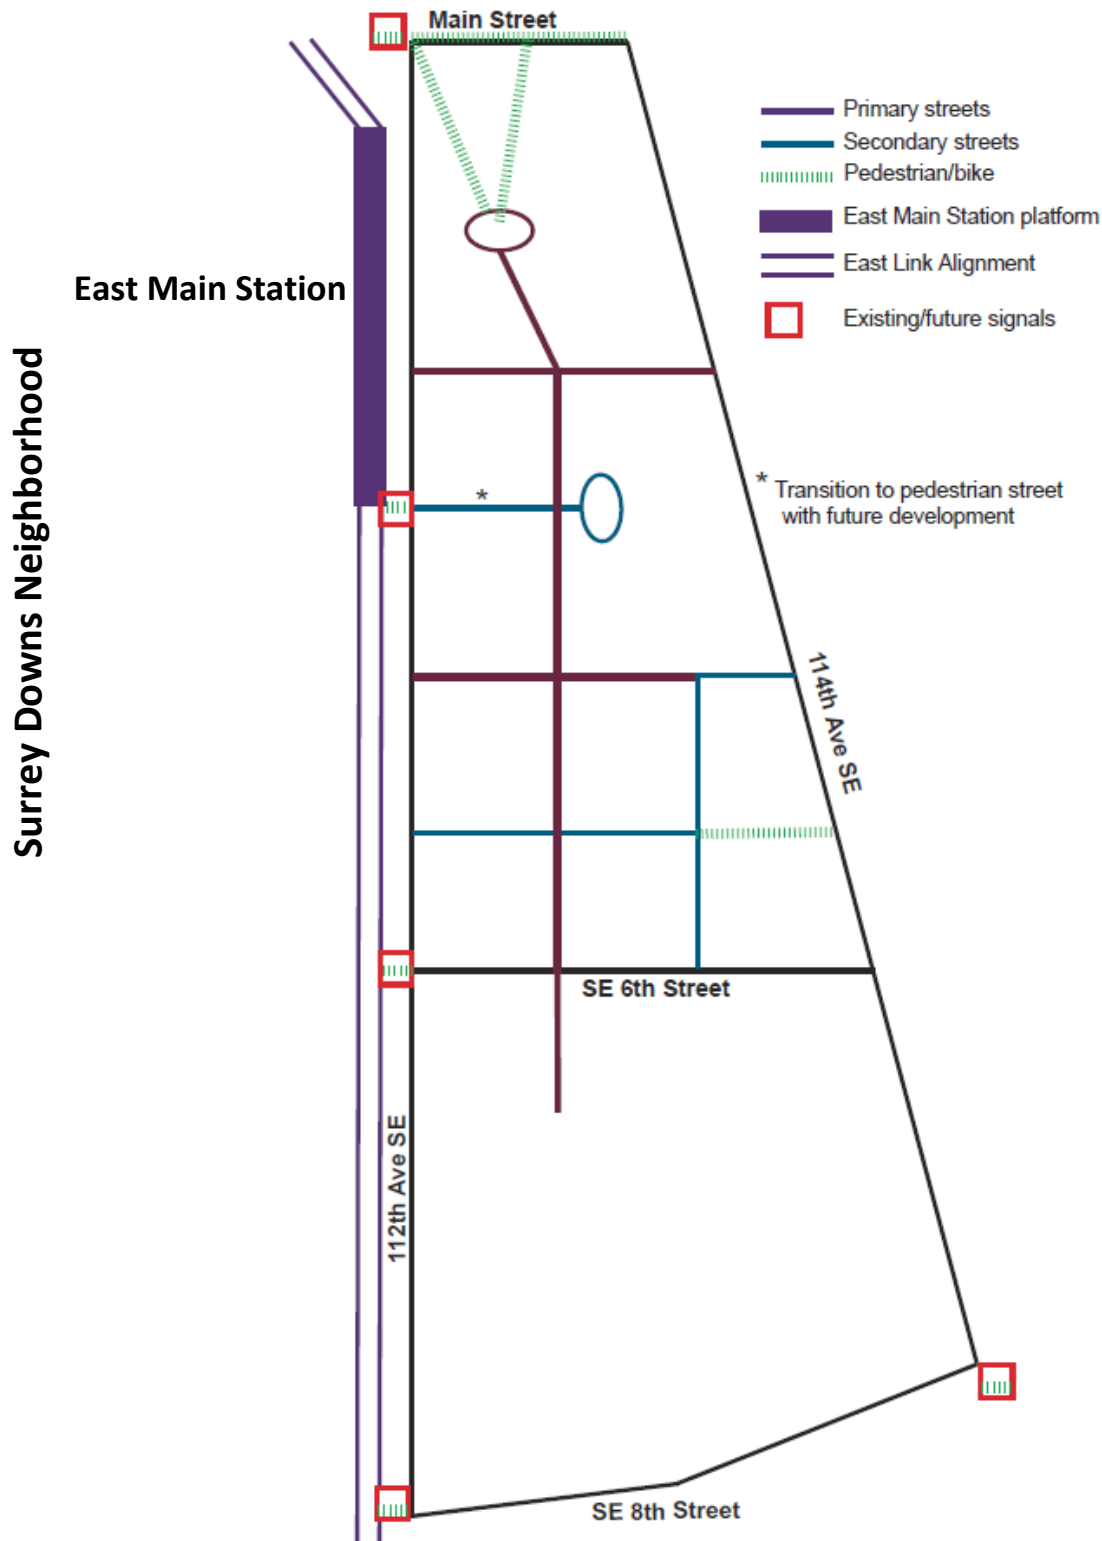 Main Street
Primary streets
Secondary streets
Pedestrian/bike
East Main Station platform
East Link Alignment
Existing/future signals
East Main Station
Surrey Downs Neighborhood
*
* Transition to pedestrian street
with future development
114th Ave SE
SE 6th Street
112th Ave SE
SE 8th Street